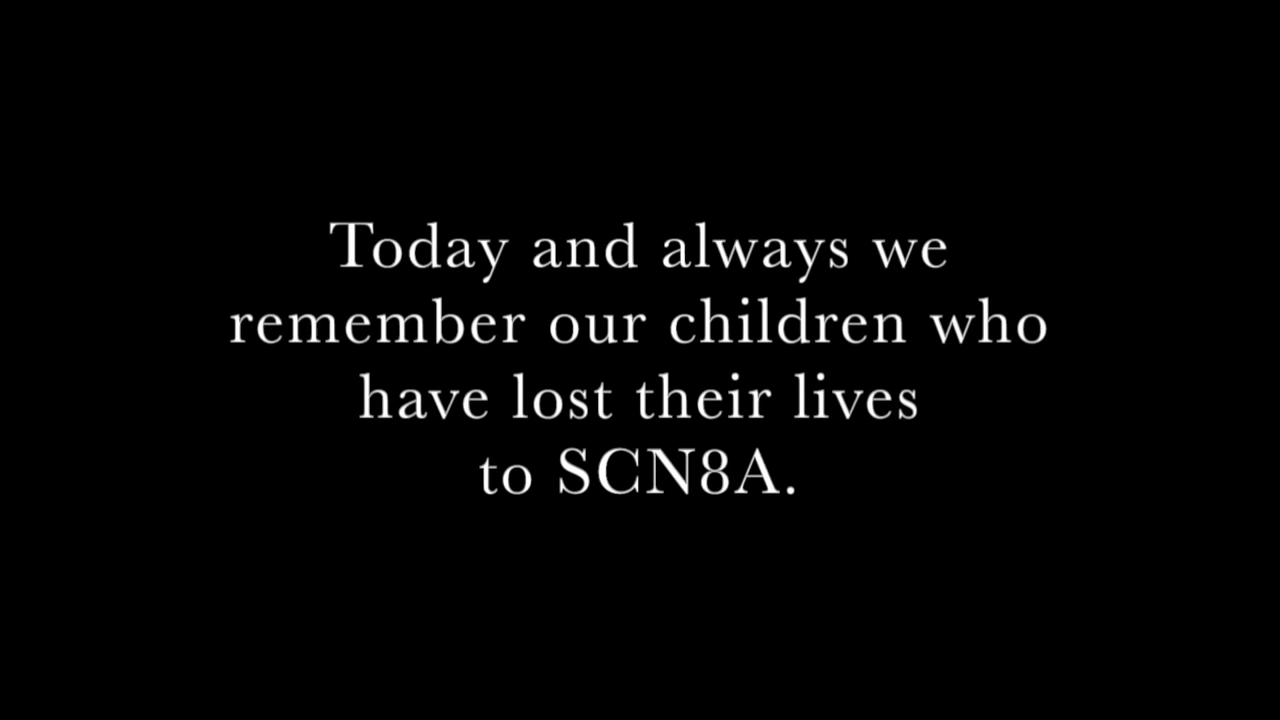 Today and always we
remember our children who
have lost their lives
to SCN8A.